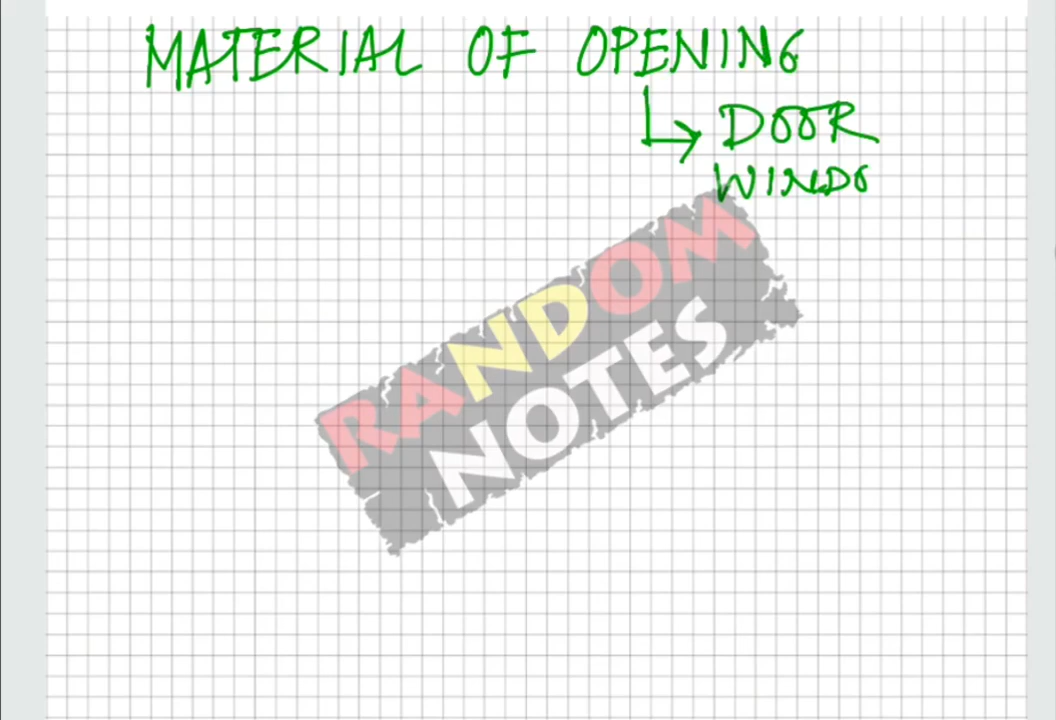 MATERIAL OF OPENING
↳ DOOR
WINDO
RANDOM
NOTES